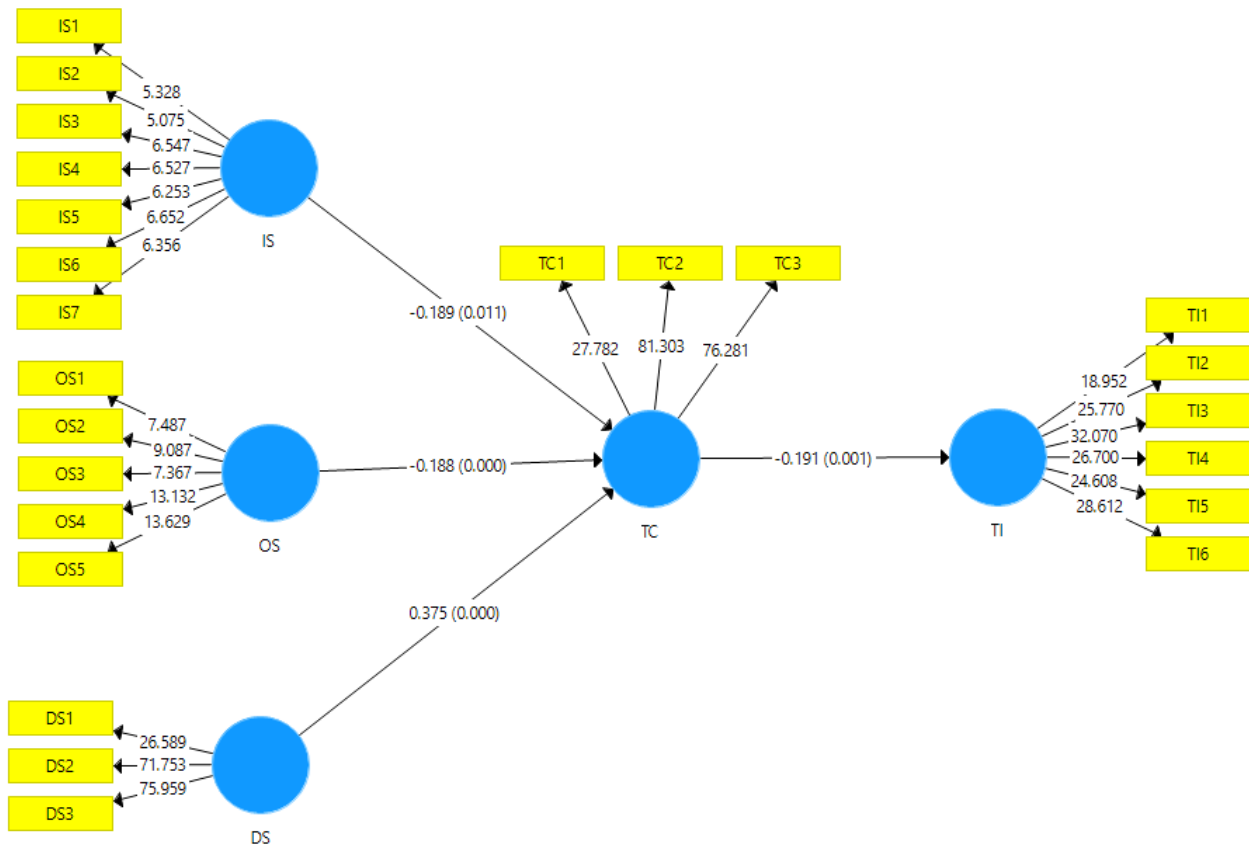 IS1
IS2
IS3
IS4
IS5
IS6
IS7
5.328
5.075
6.547
6.527
6.253
6.652
6.356
IS
-0.189 (0.011)
OS1
OS2
OS3
OS4
OS5
7.487
9.087
7.367
13.132
13.629
OS
-0.188 (0.000)
DS1
DS2
DS3
26.589
71.753
75.959
DS
0.375 (0.000)
TC1
TC2
TC3
27.782
81.303
76.281
TC
-0.191 (0.001)
TI
18.952
25.770
32.070
26.700
24.608
28.612
TI1
TI2
TI3
TI4
TI5
TI6